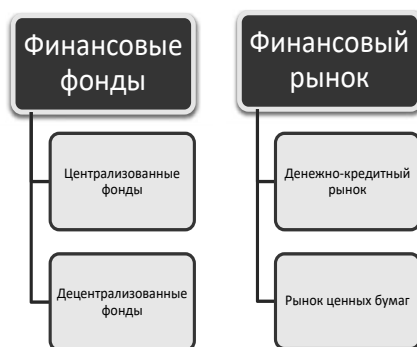 Финансовые
фонды
Централизованные
фонды
Децентрализованные
фонды
Финансовый
рынок
Денежно-кредитный
рынок
Рынок ценных бумаг